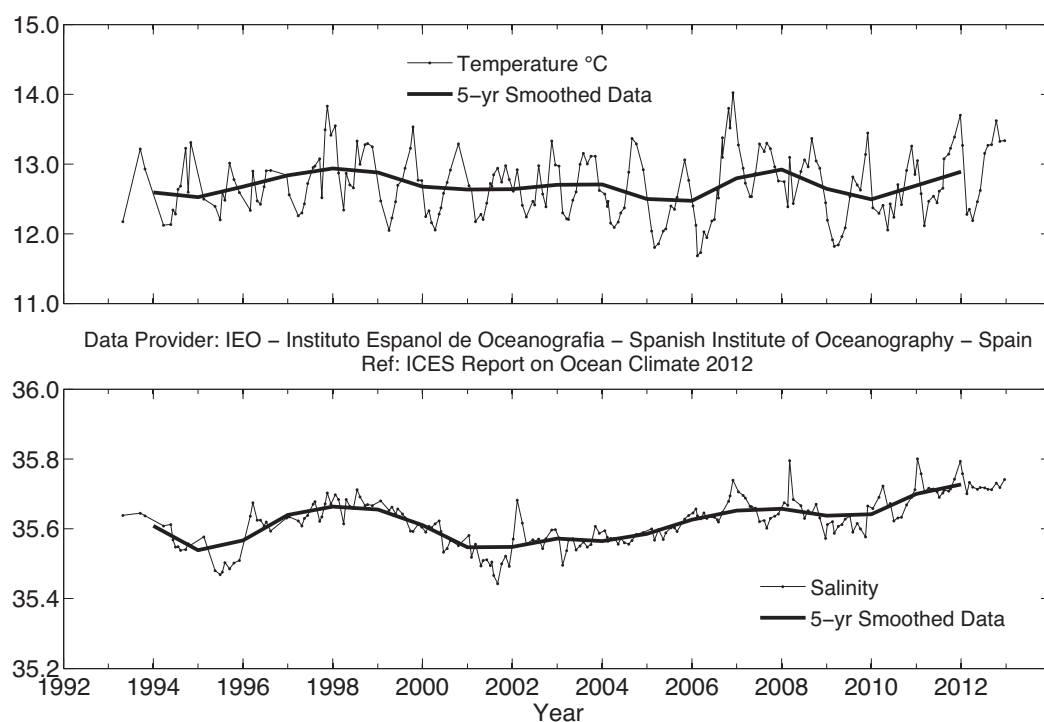 15.0
14.0
13.0
12.0
11.0
Temperature °C
5−yr Smoothed Data
Data Provider: IEO − Instituto Espanol de Oceanografia − Spanish Institute of Oceanography − Spain
Ref: ICES Report on Ocean Climate 2012
36.0
35.8
35.6
35.4
35.2
Salinity
5−yr Smoothed Data
1992 1994 1996 1998 2000 2002 2004 2006 2008 2010 2012
Year